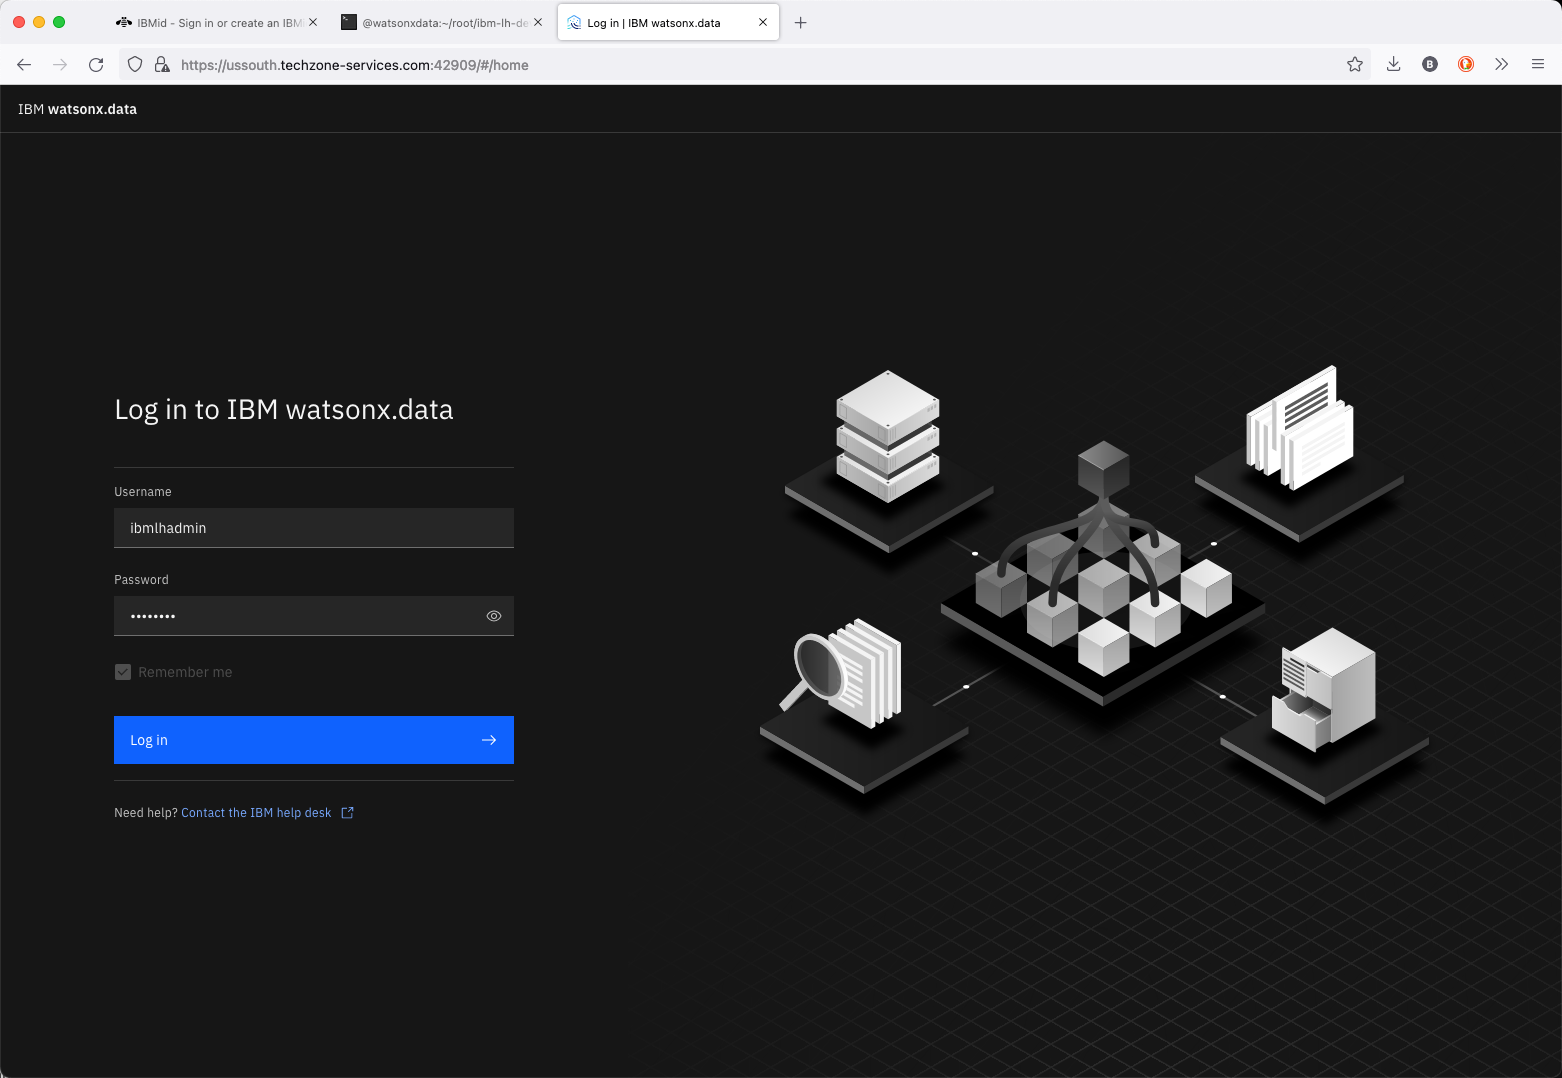 IBMid - Sign in or create an IBMi
@watsonxdata:~/root/ibm-lh-de
Log in | IBM watsonx.data
https://ussouth.techzone-services.com:42909/#/home
B
IBM watsonx.data
Log in to IBM watsonx.data
Username
ibmlhadmin
Password
••••••••
Remember me
Log in
Need help? Contact the IBM help desk